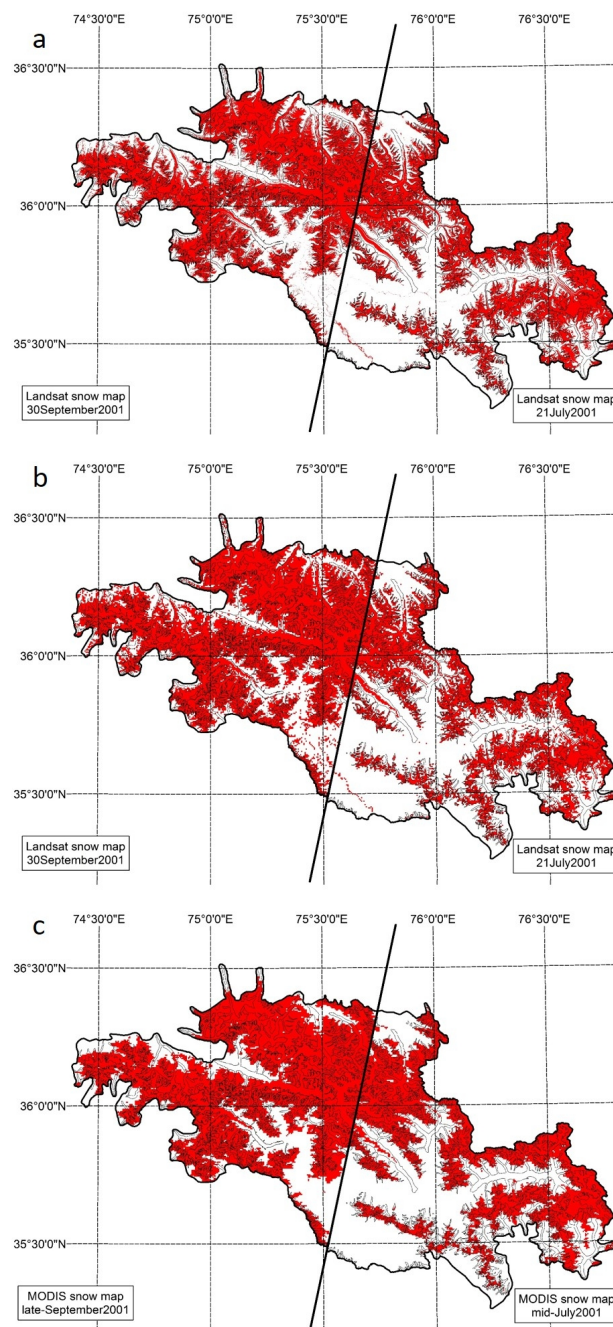 a
74°30'0"E 75°0'0"E 75°30'0"E 76°0'0"E 76°30'0"E
36°30'0"N
36°0'0"N
35°30'0"N
Landsat snow map
30September2001
Landsat snow map
21July2001
b
74°30'0"E 75°0'0"E 75°30'0"E 76°0'0"E 76°30'0"E
36°30'0"N
36°0'0"N
35°30'0"N
Landsat snow map
30September2001
Landsat snow map
21July2001
c
74°30'0"E 75°0'0"E 75°30'0"E 76°0'0"E 76°30'0"E
36°30'0"N
36°0'0"N
35°30'0"N
MODIS snow map
late-September2001
MODIS snow map
mid-July2001